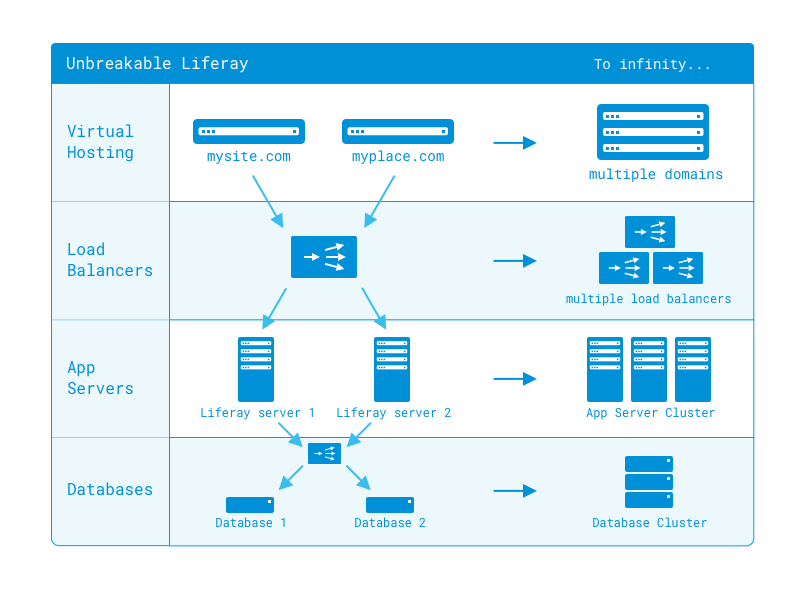 Unbreakable Liferay
To infinity...
Virtual
Hosting
mysite.com
myplace.com
multiple domains
Load
Balancers
multiple load balancers
App
Servers
Liferay server 1
Liferay server 2
App Server Cluster
Databases
Database 1
Database 2
Database Cluster